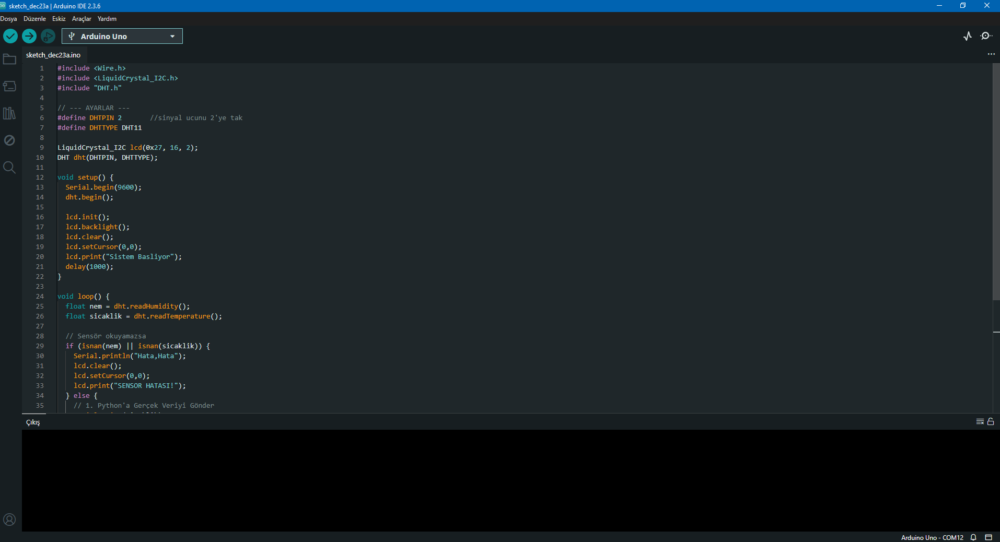 sketch_dec23a | Arduino IDE 2.3.6
Dosya Düzenle Eskiz Araçlar Yardım
Arduino Uno
sketch_dec23a.ino
1 #include <Wire.h>
2 #include <LiquidCrystal_I2C.h>
3 #include "DHT.h"
4
5 // --- AYARLAR ---
6 #define DHTPIN 2       //sinyal ucunu 2'ye tak
7 #define DHTTYPE DHT11
8
9 LiquidCrystal_I2C lcd(0x27, 16, 2);
10 DHT dht(DHTPIN, DHTTYPE);
11
12 void setup() {
13   Serial.begin(9600);
14   dht.begin();
15
16   lcd.init();
17   lcd.backlight();
18   lcd.clear();
19   lcd.setCursor(0,0);
20   lcd.print("Sistem Basliyor");
21   delay(1000);
22 }
23
24 void loop() {
25   float nem = dht.readHumidity();
26   float sicaklik = dht.readTemperature();
27
28   // Sensör okuyamazsa
29   if (isnan(nem) || isnan(sicaklik)) {
30     Serial.println("Hata,Hata");
31     lcd.clear();
32     lcd.setCursor(0,0);
33     lcd.print("SENSOR HATASI!");
34   } else {
35     // 1. Python'a Gerçek Veriyi Gönder
Çıkış
Arduino Uno - COM12